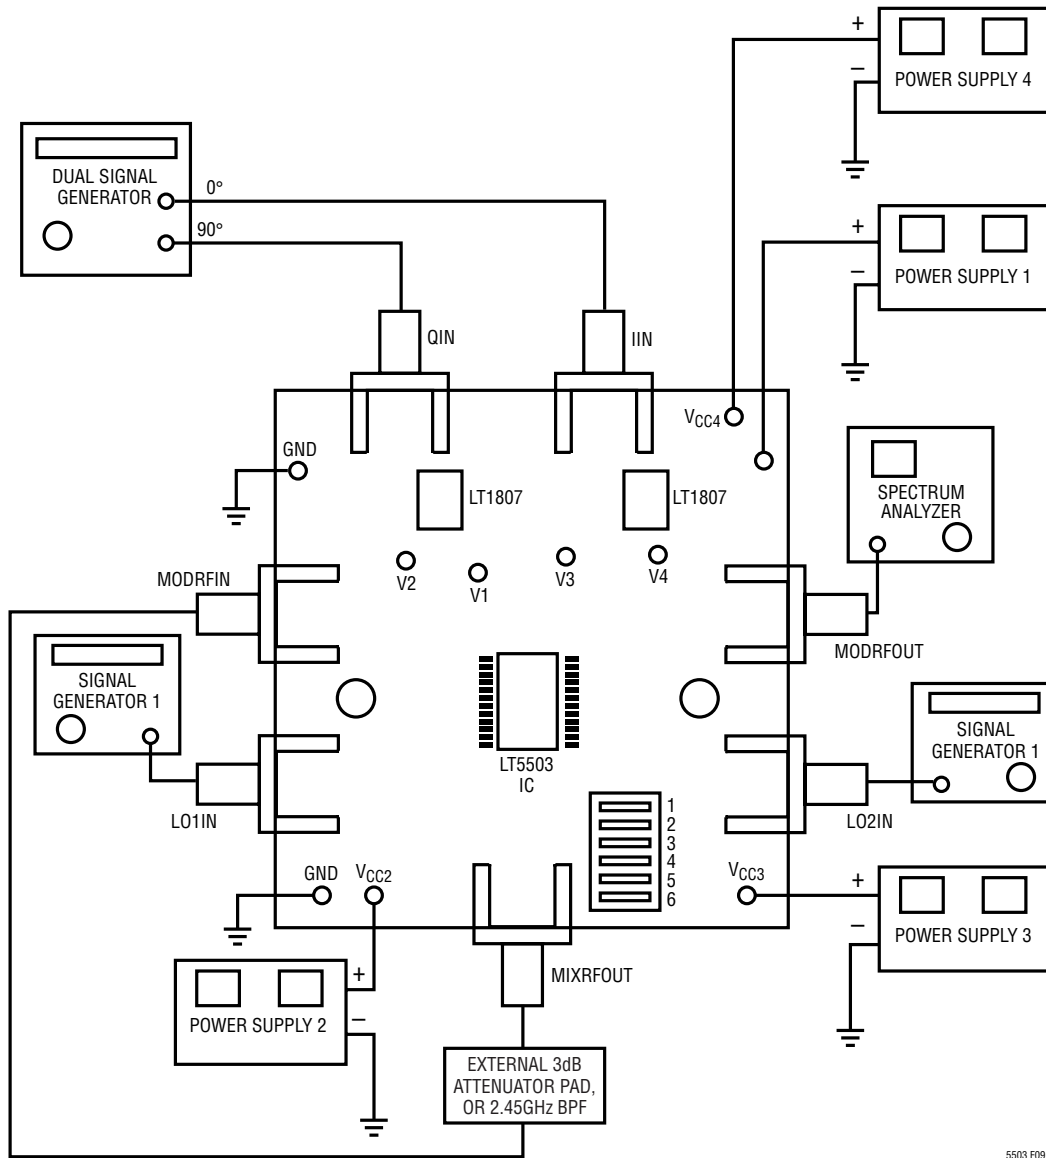 +
–
POWER SUPPLY 4
DUAL SIGNAL
GENERATOR
0°
90°
+
–
POWER SUPPLY 1
QIN
IIN
VCC4
GND
LT1807
LT1807
SPECTRUM
ANALYZER
V2
V1
V3
V4
MODRFIN
MODRFOUT
SIGNAL
GENERATOR 1
SIGNAL
GENERATOR 1
LT5503
IC
LO1IN
LO2IN
1
2
3
4
5
6
GND
VCC2
VCC3
+
–
POWER SUPPLY 3
+
–
POWER SUPPLY 2
MIXRFOUT
EXTERNAL 3dB
ATTENUATOR PAD,
OR 2.45GHz BPF
5503 F09